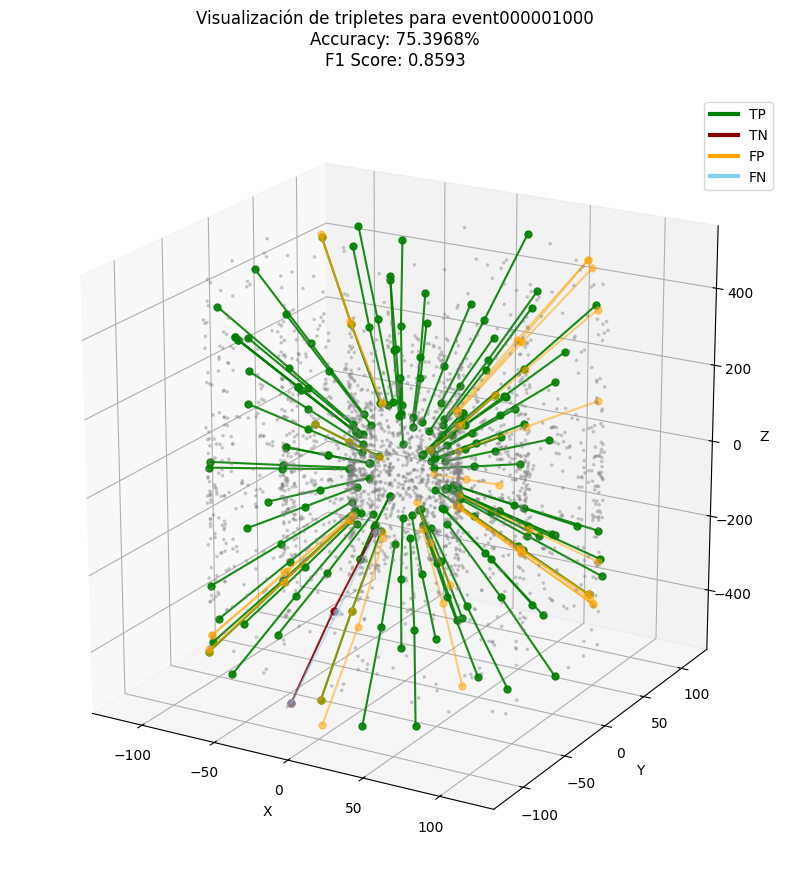 Visualización de tripletes para event000001000
Accuracy: 75.3968%
F1 Score: 0.8593
TP
TN
FP
FN
400
200
0
−200
−400
Z
100
50
0
−50
−100
Y
−100
−50
0
50
100
X